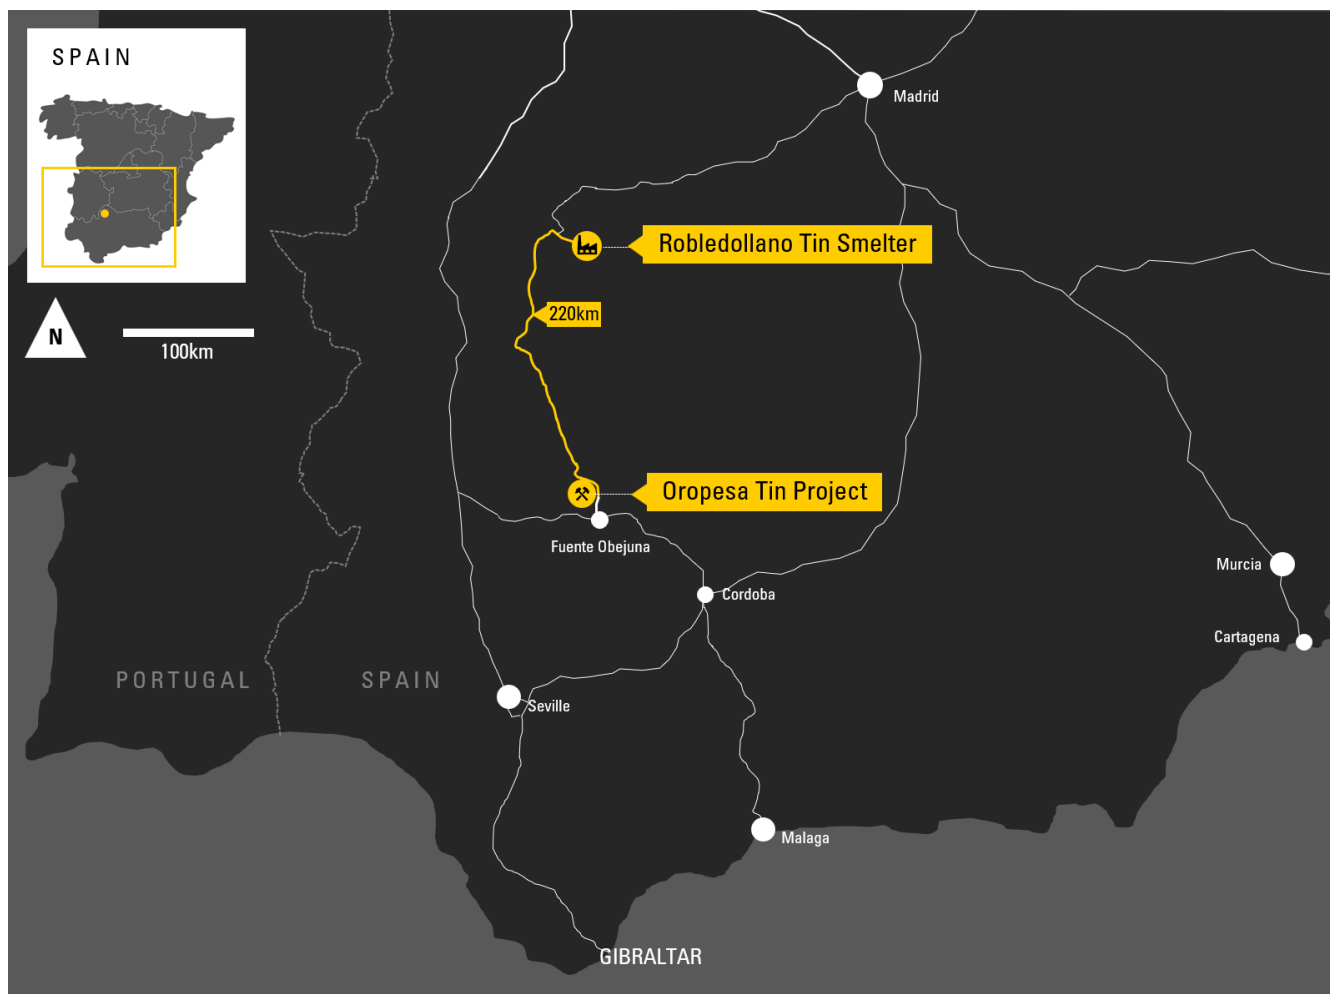 SPAIN
Madrid
Robledollano Tin Smelter
220km
N
100km
Oropesa Tin Project
Fuente Obejuna
Murcia
Cordoba
Cartagena
PORTUGAL
SPAIN
Seville
Malaga
GIBRALTAR